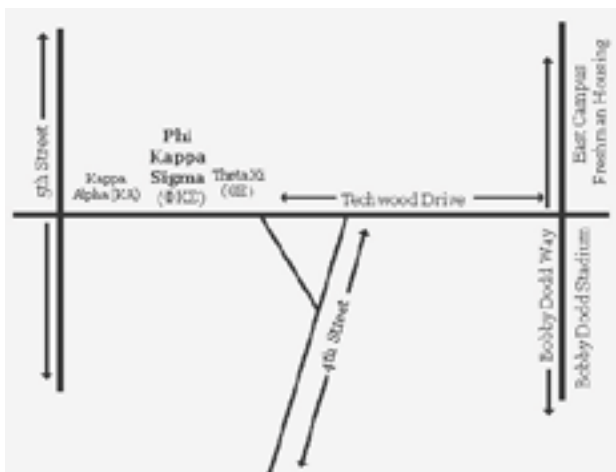 5th Street
Kappa
Alpha (KA)
Phi
Kappa
Sigma
(ΦΚΣ)
Theta Xi
(ΘΞ)
Techwood Drive
East Campus
Freshman Housing
4th Street
Bobby Dodd Way
Bobby Dodd Stadium